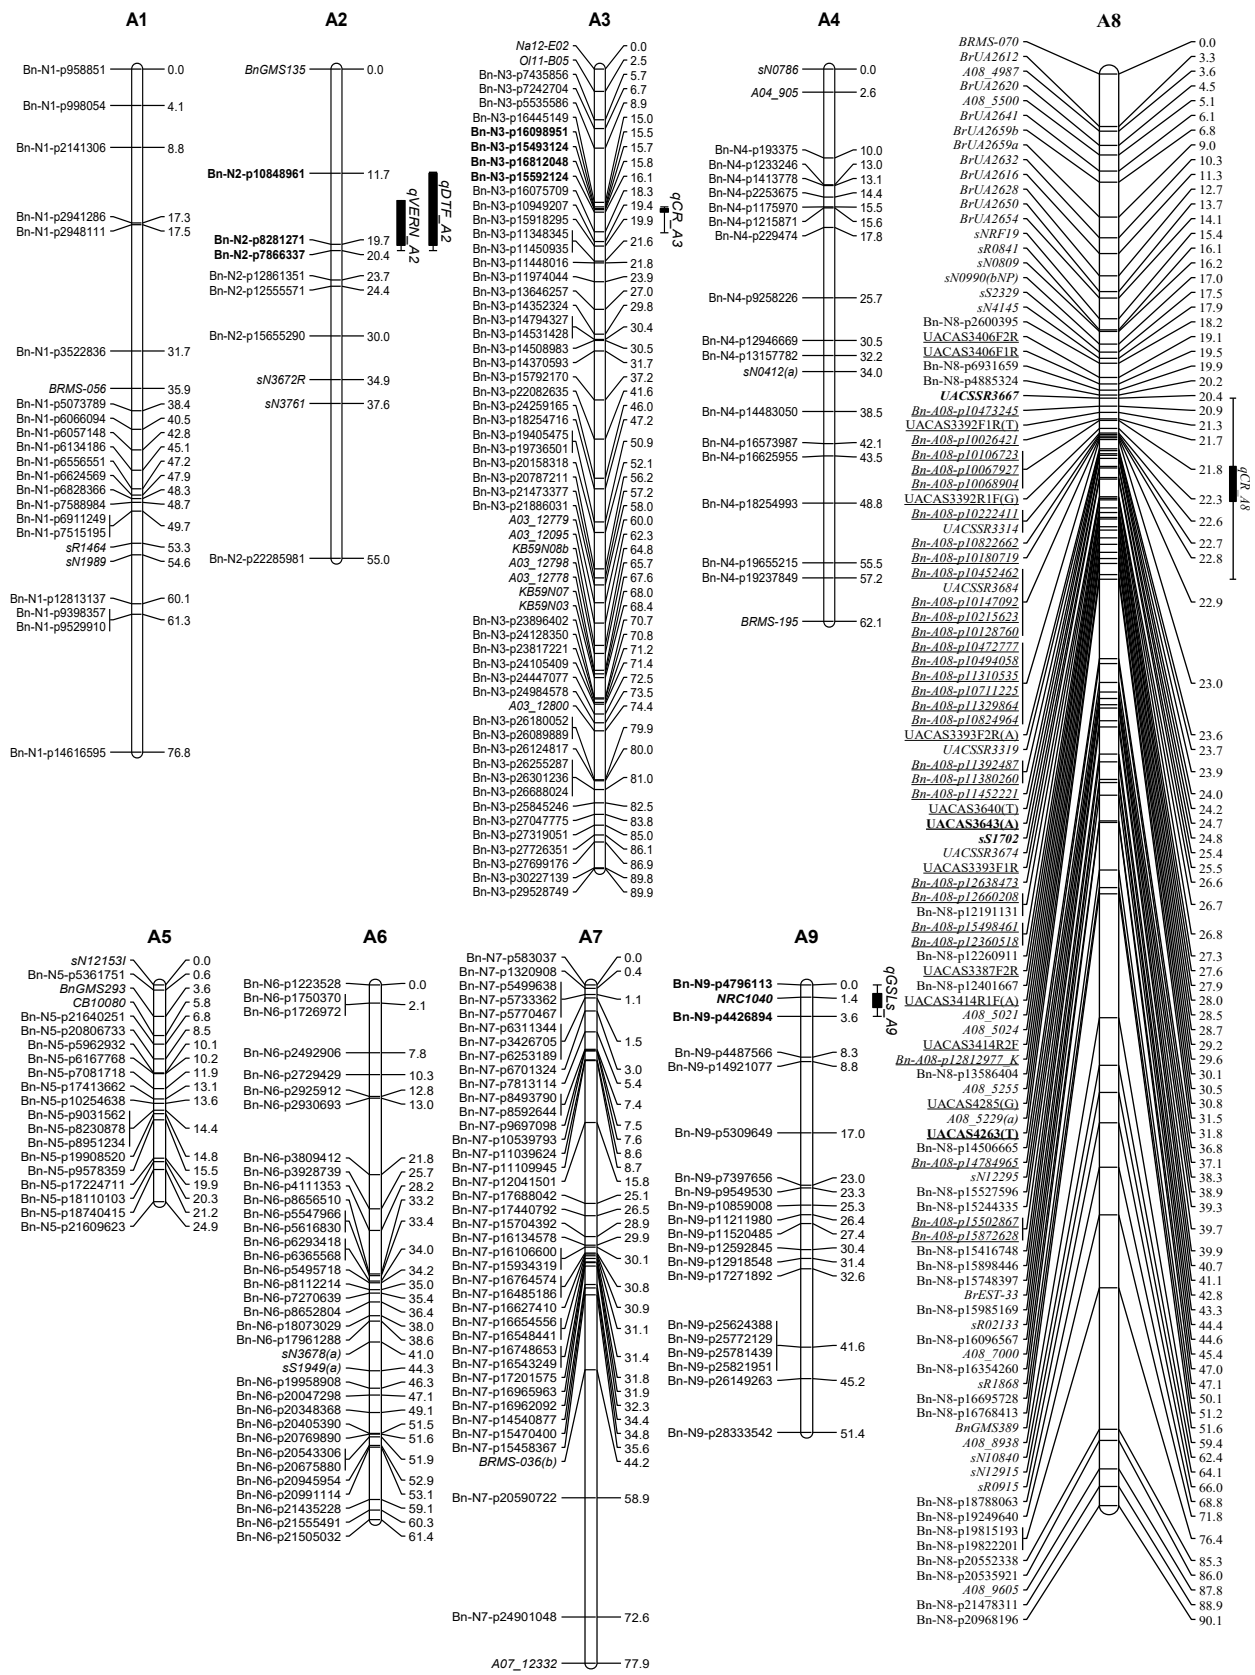 A1
Bn-N1-p958851 0.0
Bn-N1-p998054 4.1
Bn-N1-p2141306 8.8
Bn-N1-p2941286 17.3
Bn-N1-p2948111 17.5
Bn-N1-p3522836 31.7
BRMS-056 35.9
Bn-N1-p5073789 38.4
Bn-N1-p6066094 40.5
Bn-N1-p6057148 42.8
Bn-N1-p6134186 45.1
Bn-N1-p6556551 47.2
Bn-N1-p6624569 47.9
Bn-N1-p6828366 48.3
Bn-N1-p7588984 48.7
Bn-N1-p6911249
49.7
Bn-N1-p7515195
sR1464 53.3
sN1989 54.6
Bn-N1-p12813137 60.1
Bn-N1-p9398357
61.3
Bn-N1-p9529910
Bn-N1-p14616595 76.8
A2
BnGMS135 0.0
Bn-N2-p10848961 11.7
Bn-N2-p8281271 19.7
Bn-N2-p7866337 20.4
Bn-N2-p12861351 23.7
Bn-N2-p12555571 24.4
Bn-N2-p15655290 30.0
sN3672R 34.9
sN3761 37.6
Bn-N2-p22285981 55.0
qVERN_A2
qDTF_A2
A3
Na12-E02 0.0
Ol11-B05 2.5
Bn-N3-p7435856 5.7
Bn-N3-p7242704 6.7
Bn-N3-p5535586 8.9
Bn-N3-p16445149 15.0
Bn-N3-p16098951 15.5
Bn-N3-p15493124 15.7
Bn-N3-p16812048 15.8
Bn-N3-p15592124 16.1
Bn-N3-p16075709 18.3
Bn-N3-p10949207 19.4
Bn-N3-p15918295 19.9
Bn-N3-p11348345
21.6
Bn-N3-p11450935
Bn-N3-p11448016 21.8
Bn-N3-p11974044 23.9
Bn-N3-p13646257 27.0
Bn-N3-p14352324 29.8
Bn-N3-p14794327
30.4
Bn-N3-p14531428
Bn-N3-p14508983 30.5
Bn-N3-p14370593 31.7
Bn-N3-p15792170 37.2
Bn-N3-p22082635 41.6
Bn-N3-p24259165 46.0
Bn-N3-p18254716 47.2
Bn-N3-p19405475
50.9
Bn-N3-p19736501
Bn-N3-p20158318 52.1
Bn-N3-p20787211 56.2
Bn-N3-p21473377 57.2
Bn-N3-p21886031 58.0
A03_12779 60.0
A03_12095 62.3
KB59N08b 64.8
A03_12798 65.7
A03_12778 67.6
KB59N07 68.0
KB59N03 68.4
Bn-N3-p23896402 70.7
Bn-N3-p24128350 70.8
Bn-N3-p23817221 71.2
Bn-N3-p24105409 71.4
Bn-N3-p24447077 72.5
Bn-N3-p24984578 73.5
A03_12800 74.4
Bn-N3-p26180052
79.9
Bn-N3-p26089889
Bn-N3-p26124817 80.0
Bn-N3-p26255287
Bn-N3-p26301236 81.0
Bn-N3-p26688024
Bn-N3-p25845246 82.5
Bn-N3-p27047775 83.8
Bn-N3-p27319051 85.0
Bn-N3-p27726351 86.1
Bn-N3-p27699176 86.9
Bn-N3-p30227139 89.8
Bn-N3-p29528749 89.9
qCR_A3
A4
sN0786 0.0
A04_905 2.6
Bn-N4-p193375 10.0
Bn-N4-p1233246 13.0
Bn-N4-p1413778 13.1
Bn-N4-p2253675 14.4
Bn-N4-p1175970 15.5
Bn-N4-p1215871 15.6
Bn-N4-p229474 17.8
Bn-N4-p9258226 25.7
Bn-N4-p12946669 30.5
Bn-N4-p13157782 32.2
sN0412(a) 34.0
Bn-N4-p14483050 38.5
Bn-N4-p16573987 42.1
Bn-N4-p16625955 43.5
Bn-N4-p18254993 48.8
Bn-N4-p19655215 55.5
Bn-N4-p19237849 57.2
BRMS-195 62.1
A8
BRMS-070 0.0
BrUA2612 3.3
A08_4987 3.6
BrUA2620 4.5
A08_5500 5.1
BrUA2641 6.1
BrUA2659b 6.8
BrUA2659a 9.0
BrUA2632 10.3
BrUA2616 11.3
BrUA2628 12.7
BrUA2650 13.7
BrUA2654 14.1
sNRF19 15.4
sR0841 16.1
sN0809 16.2
sN0990(bNP) 17.0
sS2329 17.5
sN4145 17.9
Bn-N8-p2600395 18.2
UACAS3406F2R 19.1
UACAS3406F1R 19.5
Bn-N8-p6931659 19.9
Bn-N8-p4885324 20.2
UACSSR3667 20.4
Bn-A08-p10473245 20.9
UACAS3392F1R(T) 21.3
Bn-A08-p10026421 21.7
Bn-A08-p10106723
Bn-A08-p10067927 21.8
Bn-A08-p10068904
UACAS3392R1F(G) 22.3
Bn-A08-p10222411
22.6
UACSSR3314
Bn-A08-p10822662 22.7
Bn-A08-p10180719 22.8
Bn-A08-p10452462
UACSSR3684
Bn-A08-p10147092 22.9
Bn-A08-p10215623
Bn-A08-p10128760
Bn-A08-p10472777
Bn-A08-p10494058
Bn-A08-p11310535
23.0
Bn-A08-p10711225
Bn-A08-p11329864
Bn-A08-p10824964
UACAS3393F2R(A) 23.6
UACSSR3319 23.7
Bn-A08-p11392487
23.9
Bn-A08-p11380260
Bn-A08-p11452221 24.0
UACAS3640(T) 24.2
UACAS3643(A) 24.7
sS1702 24.8
UACSSR3674 25.4
UACAS3393F1R 25.5
Bn-A08-p12638473 26.6
Bn-A08-p12660208
26.7
Bn-N8-p12191131
Bn-A08-p15498461
26.8
Bn-A08-p12360518
Bn-N8-p12260911 27.3
UACAS3387F2R 27.6
Bn-N8-p12401667 27.9
UACAS3414R1F(A) 28.0
A08_5021 28.5
A08_5024 28.7
UACAS3414R2F 29.2
Bn-A08-p12812977_K 29.6
Bn-N8-p13586404 30.1
A08_5255 30.5
UACAS4285(G) 30.8
A08_5229(a) 31.5
UACAS4263(T) 31.8
Bn-N8-p14506665 36.8
Bn-A08-p14784965 37.1
sN12295 38.3
Bn-N8-p15527596 38.9
Bn-N8-p15244335 39.3
Bn-A08-p15502867
39.7
Bn-A08-p15872628
Bn-N8-p15416748 39.9
Bn-N8-p15898446 40.7
Bn-N8-p15748397 41.1
BrEST-33 42.8
Bn-N8-p15985169 43.3
sR02133 44.4
Bn-N8-p16096567 44.6
A08_7000 45.4
Bn-N8-p16354260 47.0
sR1868 47.1
Bn-N8-p16695728 50.1
Bn-N8-p16768413 51.2
BnGMS389 51.6
A08_8938 59.4
sN10840 62.4
sN12915 64.1
sR0915 66.0
Bn-N8-p18788063 68.8
Bn-N8-p19249640 71.8
Bn-N8-p19815193
76.4
Bn-N8-p19822201
Bn-N8-p20552338 85.3
Bn-N8-p20535921 86.0
A08_9605 87.8
Bn-N8-p21478311 88.9
Bn-N8-p20968196 90.1
qCR_A8
A5
sN12153I 0.0
Bn-N5-p5361751 0.6
BnGMS293 3.6
CB10080 5.8
Bn-N5-p21640251 6.8
Bn-N5-p20806733 8.5
Bn-N5-p5962932 10.1
Bn-N5-p6167768 10.2
Bn-N5-p7081718 11.9
Bn-N5-p17413662 13.1
Bn-N5-p10254638 13.6
Bn-N5-p9031562
Bn-N5-p8230878 14.4
Bn-N5-p8951234
Bn-N5-p19908520 14.8
Bn-N5-p9578359 15.5
Bn-N5-p17224711 19.9
Bn-N5-p18110103 20.3
Bn-N5-p18740415 21.2
Bn-N5-p21609623 24.9
A6
Bn-N6-p1223528 0.0
Bn-N6-p1750370
2.1
Bn-N6-p1726972
Bn-N6-p2492906 7.8
Bn-N6-p2729429 10.3
Bn-N6-p2925912 12.8
Bn-N6-p2930693 13.0
Bn-N6-p3809412 21.8
Bn-N6-p3928739 25.7
Bn-N6-p4111353 28.2
Bn-N6-p8656510 33.2
Bn-N6-p5547966
33.4
Bn-N6-p5616830
Bn-N6-p6293418
34.0
Bn-N6-p6365568
Bn-N6-p5495718 34.2
Bn-N6-p8112214 35.0
Bn-N6-p7270639 35.4
Bn-N6-p8652804 36.4
Bn-N6-p18073029 38.0
Bn-N6-p17961288 38.6
sN3678(a) 41.0
sS1949(a) 44.3
Bn-N6-p19958908 46.3
Bn-N6-p20047298 47.1
Bn-N6-p20348368 49.1
Bn-N6-p20405390 51.5
Bn-N6-p20769890 51.6
Bn-N6-p20543306
51.9
Bn-N6-p20675880
Bn-N6-p20945954 52.9
Bn-N6-p20991114 53.1
Bn-N6-p21435228 59.1
Bn-N6-p21555491 60.3
Bn-N6-p21505032 61.4
A7
Bn-N7-p583037 0.0
Bn-N7-p1320908 0.4
Bn-N7-p5499638
Bn-N7-p5733362 1.1
Bn-N7-p5770467
Bn-N7-p6311344
Bn-N7-p3426705 1.5
Bn-N7-p6253189
Bn-N7-p6701324 3.0
Bn-N7-p7813114 5.4
Bn-N7-p8493790
7.4
Bn-N7-p8592644
Bn-N7-p9697098 7.5
Bn-N7-p10539793 7.6
Bn-N7-p11039624 8.6
Bn-N7-p11109945 8.7
Bn-N7-p12041501 15.8
Bn-N7-p17688042 25.1
Bn-N7-p17440792 26.5
Bn-N7-p15704392 28.9
Bn-N7-p16134578 29.9
Bn-N7-p16106600
30.1
Bn-N7-p15934319
Bn-N7-p16764574
30.8
Bn-N7-p16485186
Bn-N7-p16627410 30.9
Bn-N7-p16654556
31.1
Bn-N7-p16548441
Bn-N7-p16748653
31.4
Bn-N7-p16543249
Bn-N7-p17201575 31.8
Bn-N7-p16965963 31.9
Bn-N7-p16962092 32.3
Bn-N7-p14540877 34.4
Bn-N7-p15470400 34.8
Bn-N7-p15458367 35.6
BRMS-036(b) 44.2
Bn-N7-p20590722 58.9
Bn-N7-p24901048 72.6
A07_12332 77.9
A9
Bn-N9-p4796113 0.0
NRC1040 1.4
Bn-N9-p4426894 3.6
Bn-N9-p4487566 8.3
Bn-N9-p14921077 8.8
Bn-N9-p5309649 17.0
Bn-N9-p7397656 23.0
Bn-N9-p9549530 23.3
Bn-N9-p10859008 25.3
Bn-N9-p11211980 26.4
Bn-N9-p11520485 27.4
Bn-N9-p12592845 30.4
Bn-N9-p12918548 31.4
Bn-N9-p17271892 32.6
Bn-N9-p25624388
Bn-N9-p25772129
41.6
Bn-N9-p25781439
Bn-N9-p25821951
Bn-N9-p26149263 45.2
Bn-N9-p28333542 51.4
qGSLs_A9